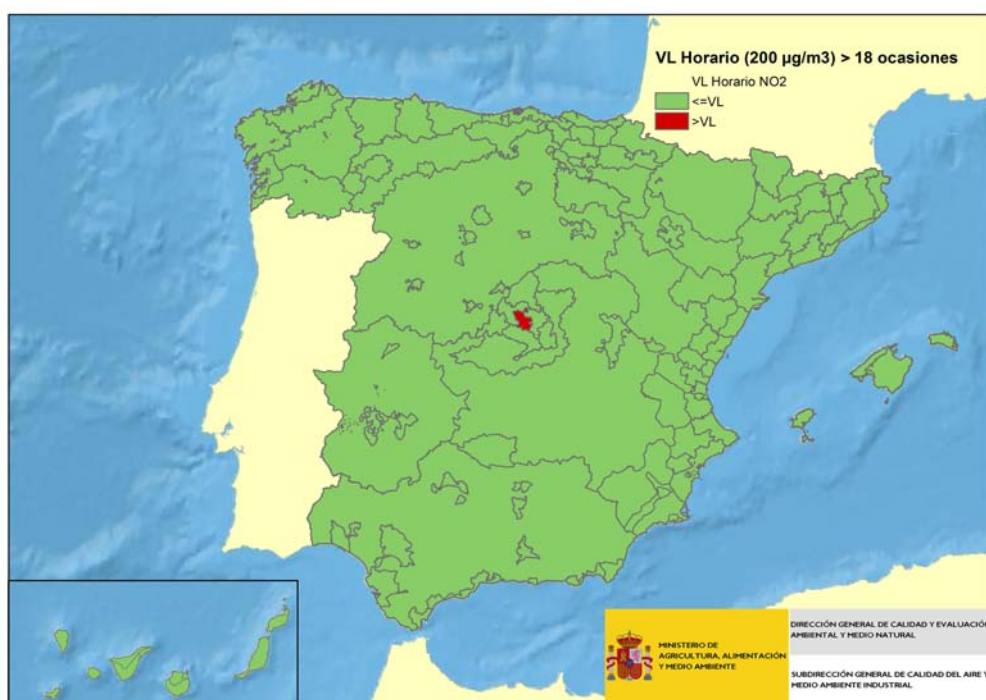 VL Horario (200 µg/m3) > 18 ocasiones
VL Horario NO2
<=VL
>VL
MINISTERIO DE
AGRICULTURA, ALIMENTACIÓN
Y MEDIO AMBIENTE
DIRECCIÓN GENERAL DE CALIDAD Y EVALUACIÓ
AMBIENTAL Y MEDIO NATURAL
SUBDIRECCIÓN GENERAL DE CALIDAD DEL AIRE Y
MEDIO AMBIENTE INDUSTRIAL